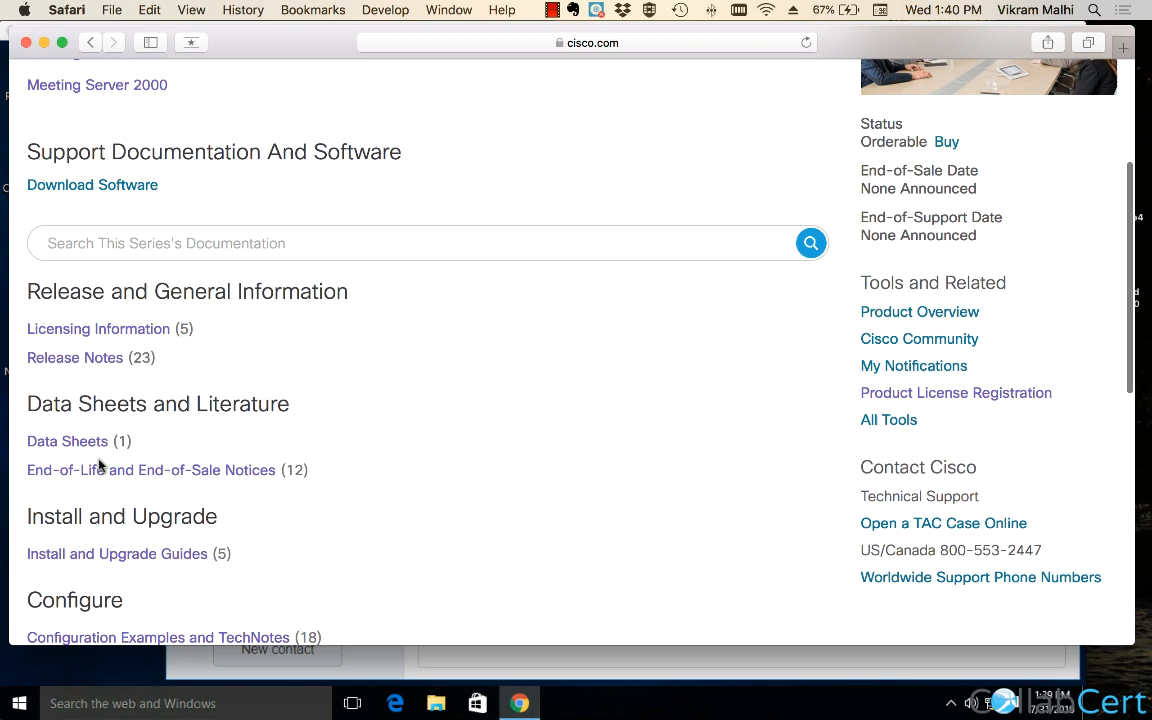 Safari File Edit View History Bookmarks Develop Window Help 67% Wed 1:40 PM Vikram Malhi
cisco.com
Meeting Server 2000
Support Documentation And Software
Download Software
Search This Series's Documentation
Release and General Information
Licensing Information (5)
Release Notes (23)
Data Sheets and Literature
Data Sheets (1)
End-of-Life and End-of-Sale Notices (12)
Install and Upgrade
Install and Upgrade Guides (5)
Configure
Configuration Examples and TechNotes (18)
Status
Orderable Buy
End-of-Sale Date
None Announced
End-of-Support Date
None Announced
Tools and Related
Product Overview
Cisco Community
My Notifications
Product License Registration
All Tools
Contact Cisco
Technical Support
Open a TAC Case Online
US/Canada 800-553-2447
Worldwide Support Phone Numbers
New contact
Search the web and Windows
CollabCert